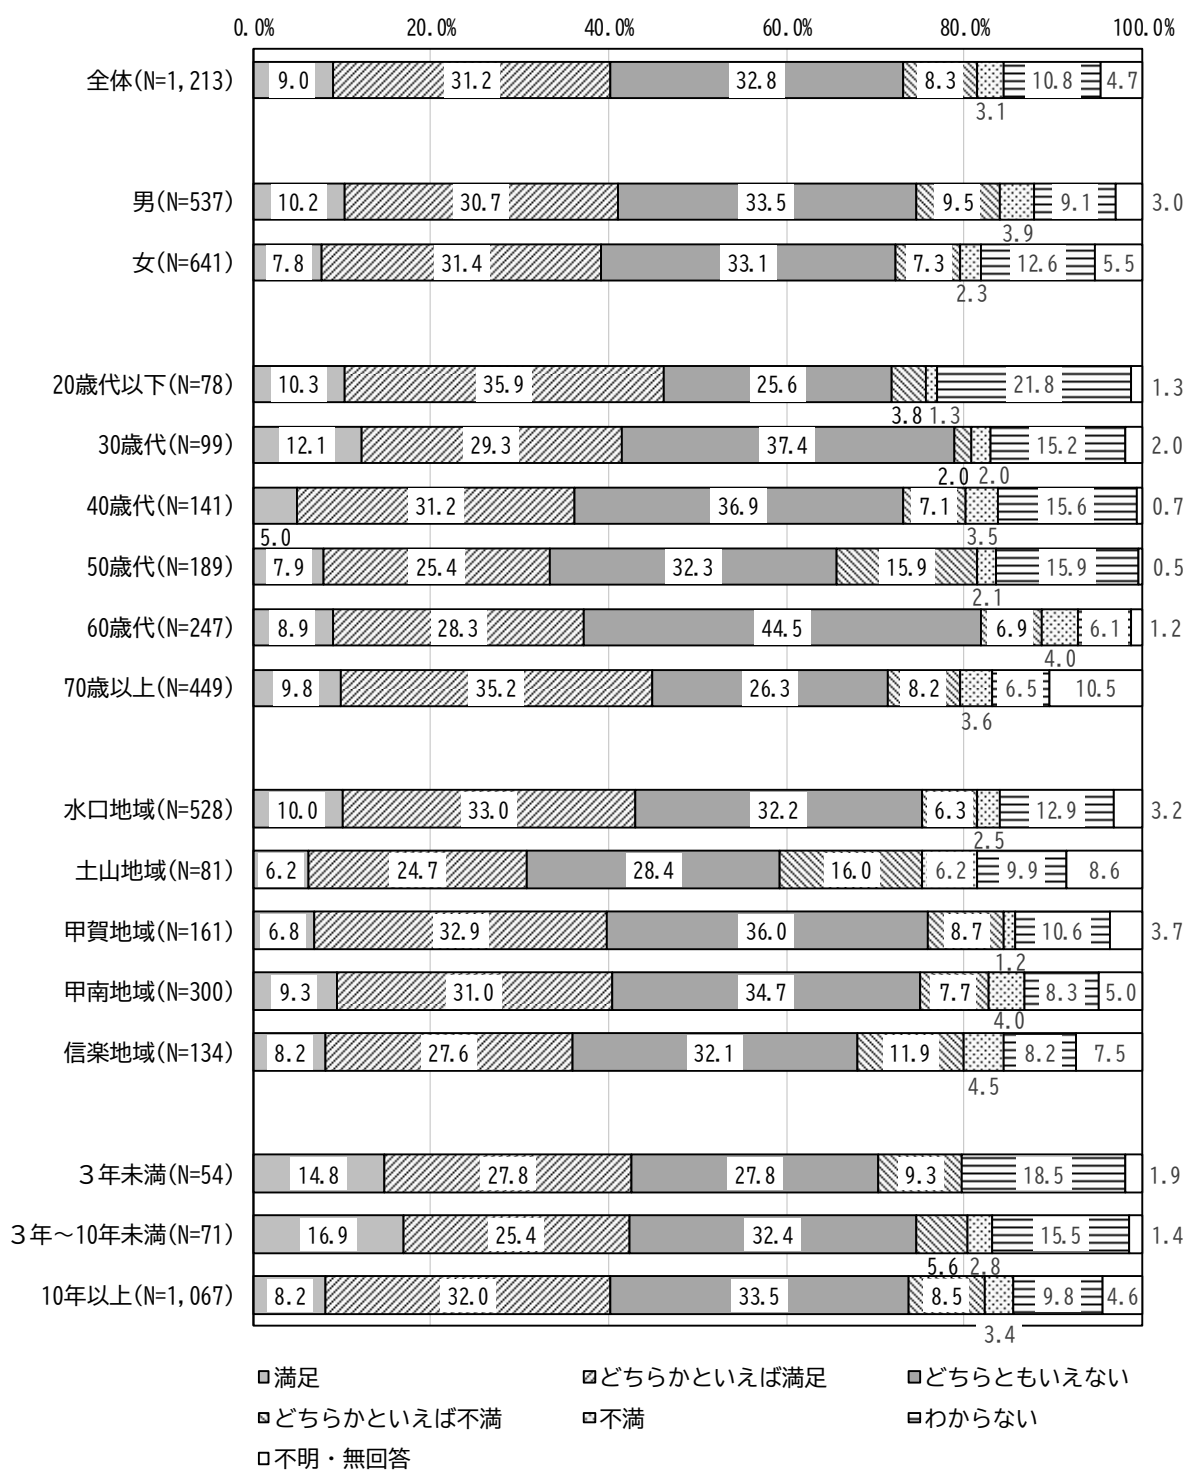 0.0% 20.0% 40.0% 60.0% 80.0% 100.0%
全体(N=1,213) 9.0 31.2 32.8 8.3 10.8 4.7
3.1
男(N=537) 10.2 30.7 33.5 9.5 9.1 3.0
3.9
女(N=641) 7.8 31.4 33.1 7.3 12.6 5.5
2.3
20歳代以下(N=78) 10.3 35.9 25.6 21.8 1.3
3.8 1.3
30歳代(N=99) 12.1 29.3 37.4 15.2 2.0
2.0 2.0
40歳代(N=141) 31.2 36.9 7.1 15.6 0.7
5.0 3.5
50歳代(N=189) 7.9 25.4 32.3 15.9 15.9 0.5
2.1
60歳代(N=247) 8.9 28.3 44.5 6.9 6.1 1.2
4.0
70歳以上(N=449) 9.8 35.2 26.3 8.2 6.5 10.5
3.6
水口地域(N=528) 10.0 33.0 32.2 6.3 12.9 3.2
2.5
土山地域(N=81) 6.2 24.7 28.4 16.0 6.2 9.9 8.6
甲賀地域(N=161) 6.8 32.9 36.0 8.7 10.6 3.7
1.2
甲南地域(N=300) 9.3 31.0 34.7 7.7 8.3 5.0
4.0
信楽地域(N=134) 8.2 27.6 32.1 11.9 8.2 7.5
4.5
３年未満(N=54) 14.8 27.8 27.8 9.3 18.5 1.9
３年～10年未満(N=71) 16.9 25.4 32.4 15.5 1.4
5.6 2.8
10年以上(N=1,067) 8.2 32.0 33.5 8.5 9.8 4.6
3.4
満足 どちらかといえば満足 どちらともいえない
どちらかといえば不満 不満 わからない
不明・無回答